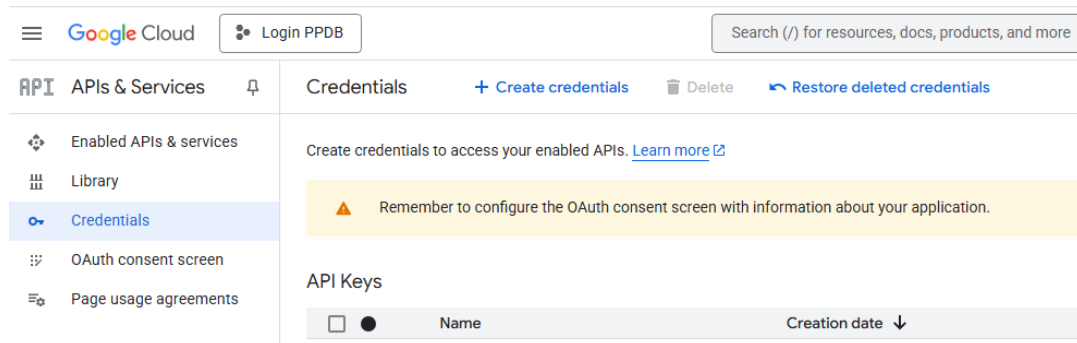 Google Cloud Login PPDB Search (/) for resources, docs, products, and more
API APIs & Services Credentials Create credentials Delete Restore deleted credentials
Enabled APIs & services
Library
Credentials
OAuth consent screen
Page usage agreements
Create credentials to access your enabled APIs. Learn more
Remember to configure the OAuth consent screen with information about your application.
API Keys
Name Creation date